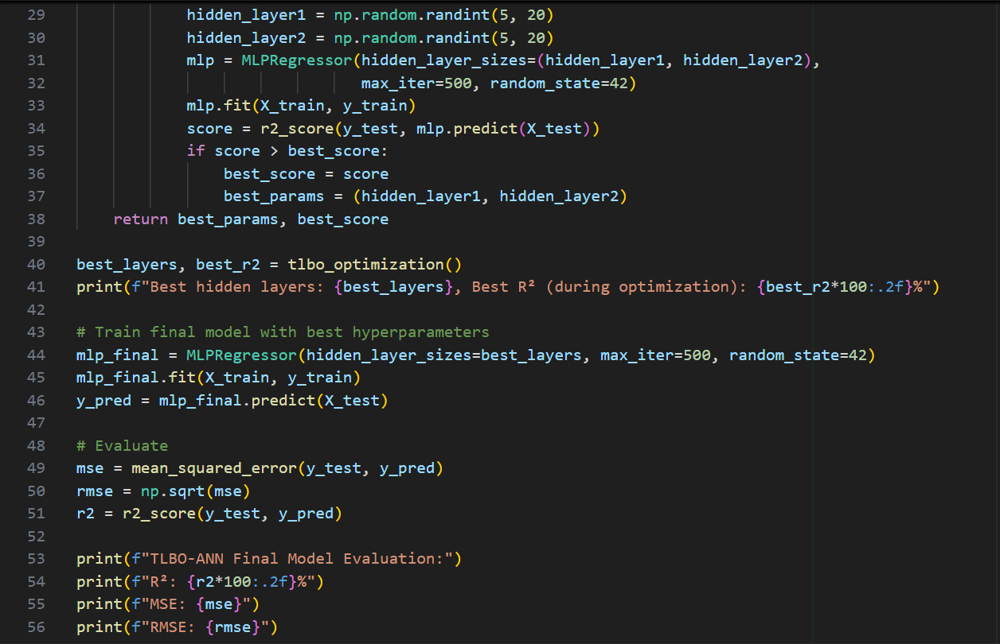 29 hidden_layer1 = np.random.randint(5, 20)
30 hidden_layer2 = np.random.randint(5, 20)
31 mlp = MLPRegressor(hidden_layer_sizes=(hidden_layer1, hidden_layer2),
32 max_iter=500, random_state=42)
33 mlp.fit(X_train, y_train)
34 score = r2_score(y_test, mlp.predict(X_test))
35 if score > best_score:
36 best_score = score
37 best_params = (hidden_layer1, hidden_layer2)
38 return best_params, best_score
39
40 best_layers, best_r2 = tlbo_optimization()
41 print(f"Best hidden layers: {best_layers}, Best R² (during optimization): {best_r2*100:.2f}%")
42
43 # Train final model with best hyperparameters
44 mlp_final = MLPRegressor(hidden_layer_sizes=best_layers, max_iter=500, random_state=42)
45 mlp_final.fit(X_train, y_train)
46 y_pred = mlp_final.predict(X_test)
47
48 # Evaluate
49 mse = mean_squared_error(y_test, y_pred)
50 rmse = np.sqrt(mse)
51 r2 = r2_score(y_test, y_pred)
52
53 print(f"TLBO-ANN Final Model Evaluation:")
54 print(f"R²: {r2*100:.2f}%")
55 print(f"MSE: {mse}")
56 print(f"RMSE: {rmse}")